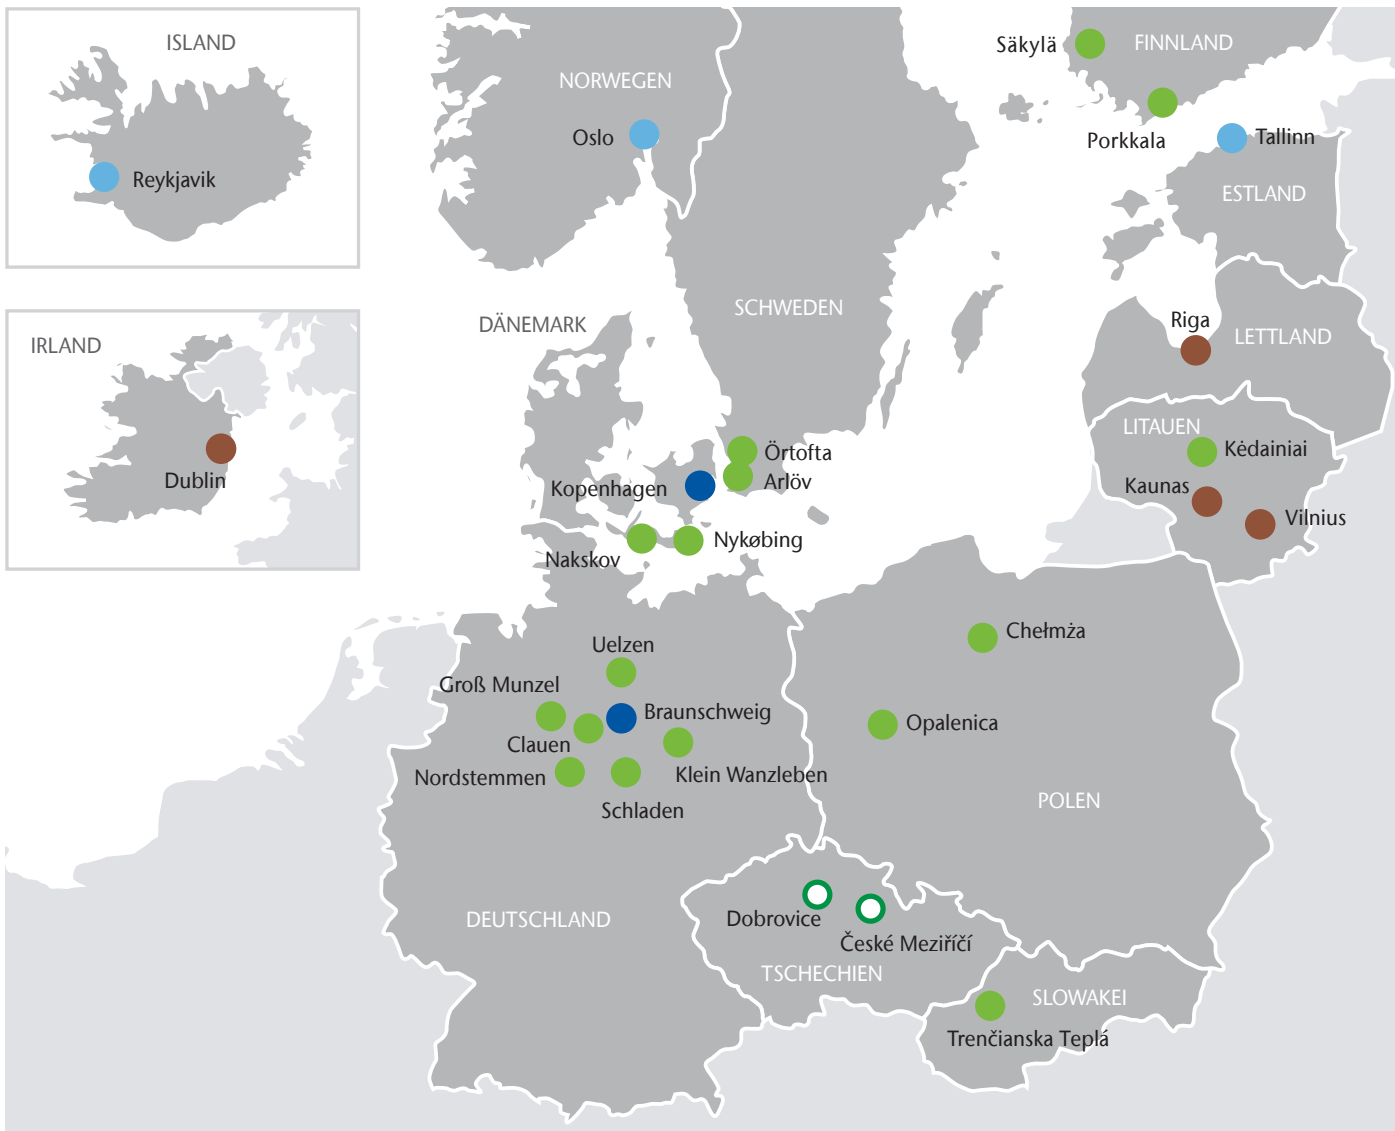 ISLAND
Reykjavik
IRLAND
Dublin
NORWEGEN
Oslo
Säkylä
FINNLAND
Porkkala
Tallinn
ESTLAND
SCHWEDEN
DÄNEMARK
Riga
LETTLAND
LITAUEN
Kėdainiai
Kaunas
Vilnius
Örtofta
Arlöv
Kopenhagen
Nykøbing
Nakskov
Chełmża
Uelzen
Groß Munzel
Braunschweig
Opalenica
Clauen
Nordstemmen
Klein Wanzleben
Schladen
POLEN
DEUTSCHLAND
Dobrovice
České Meziříčí
TSCHECHIEN
SLOWAKEI
Trenčianska Teplá